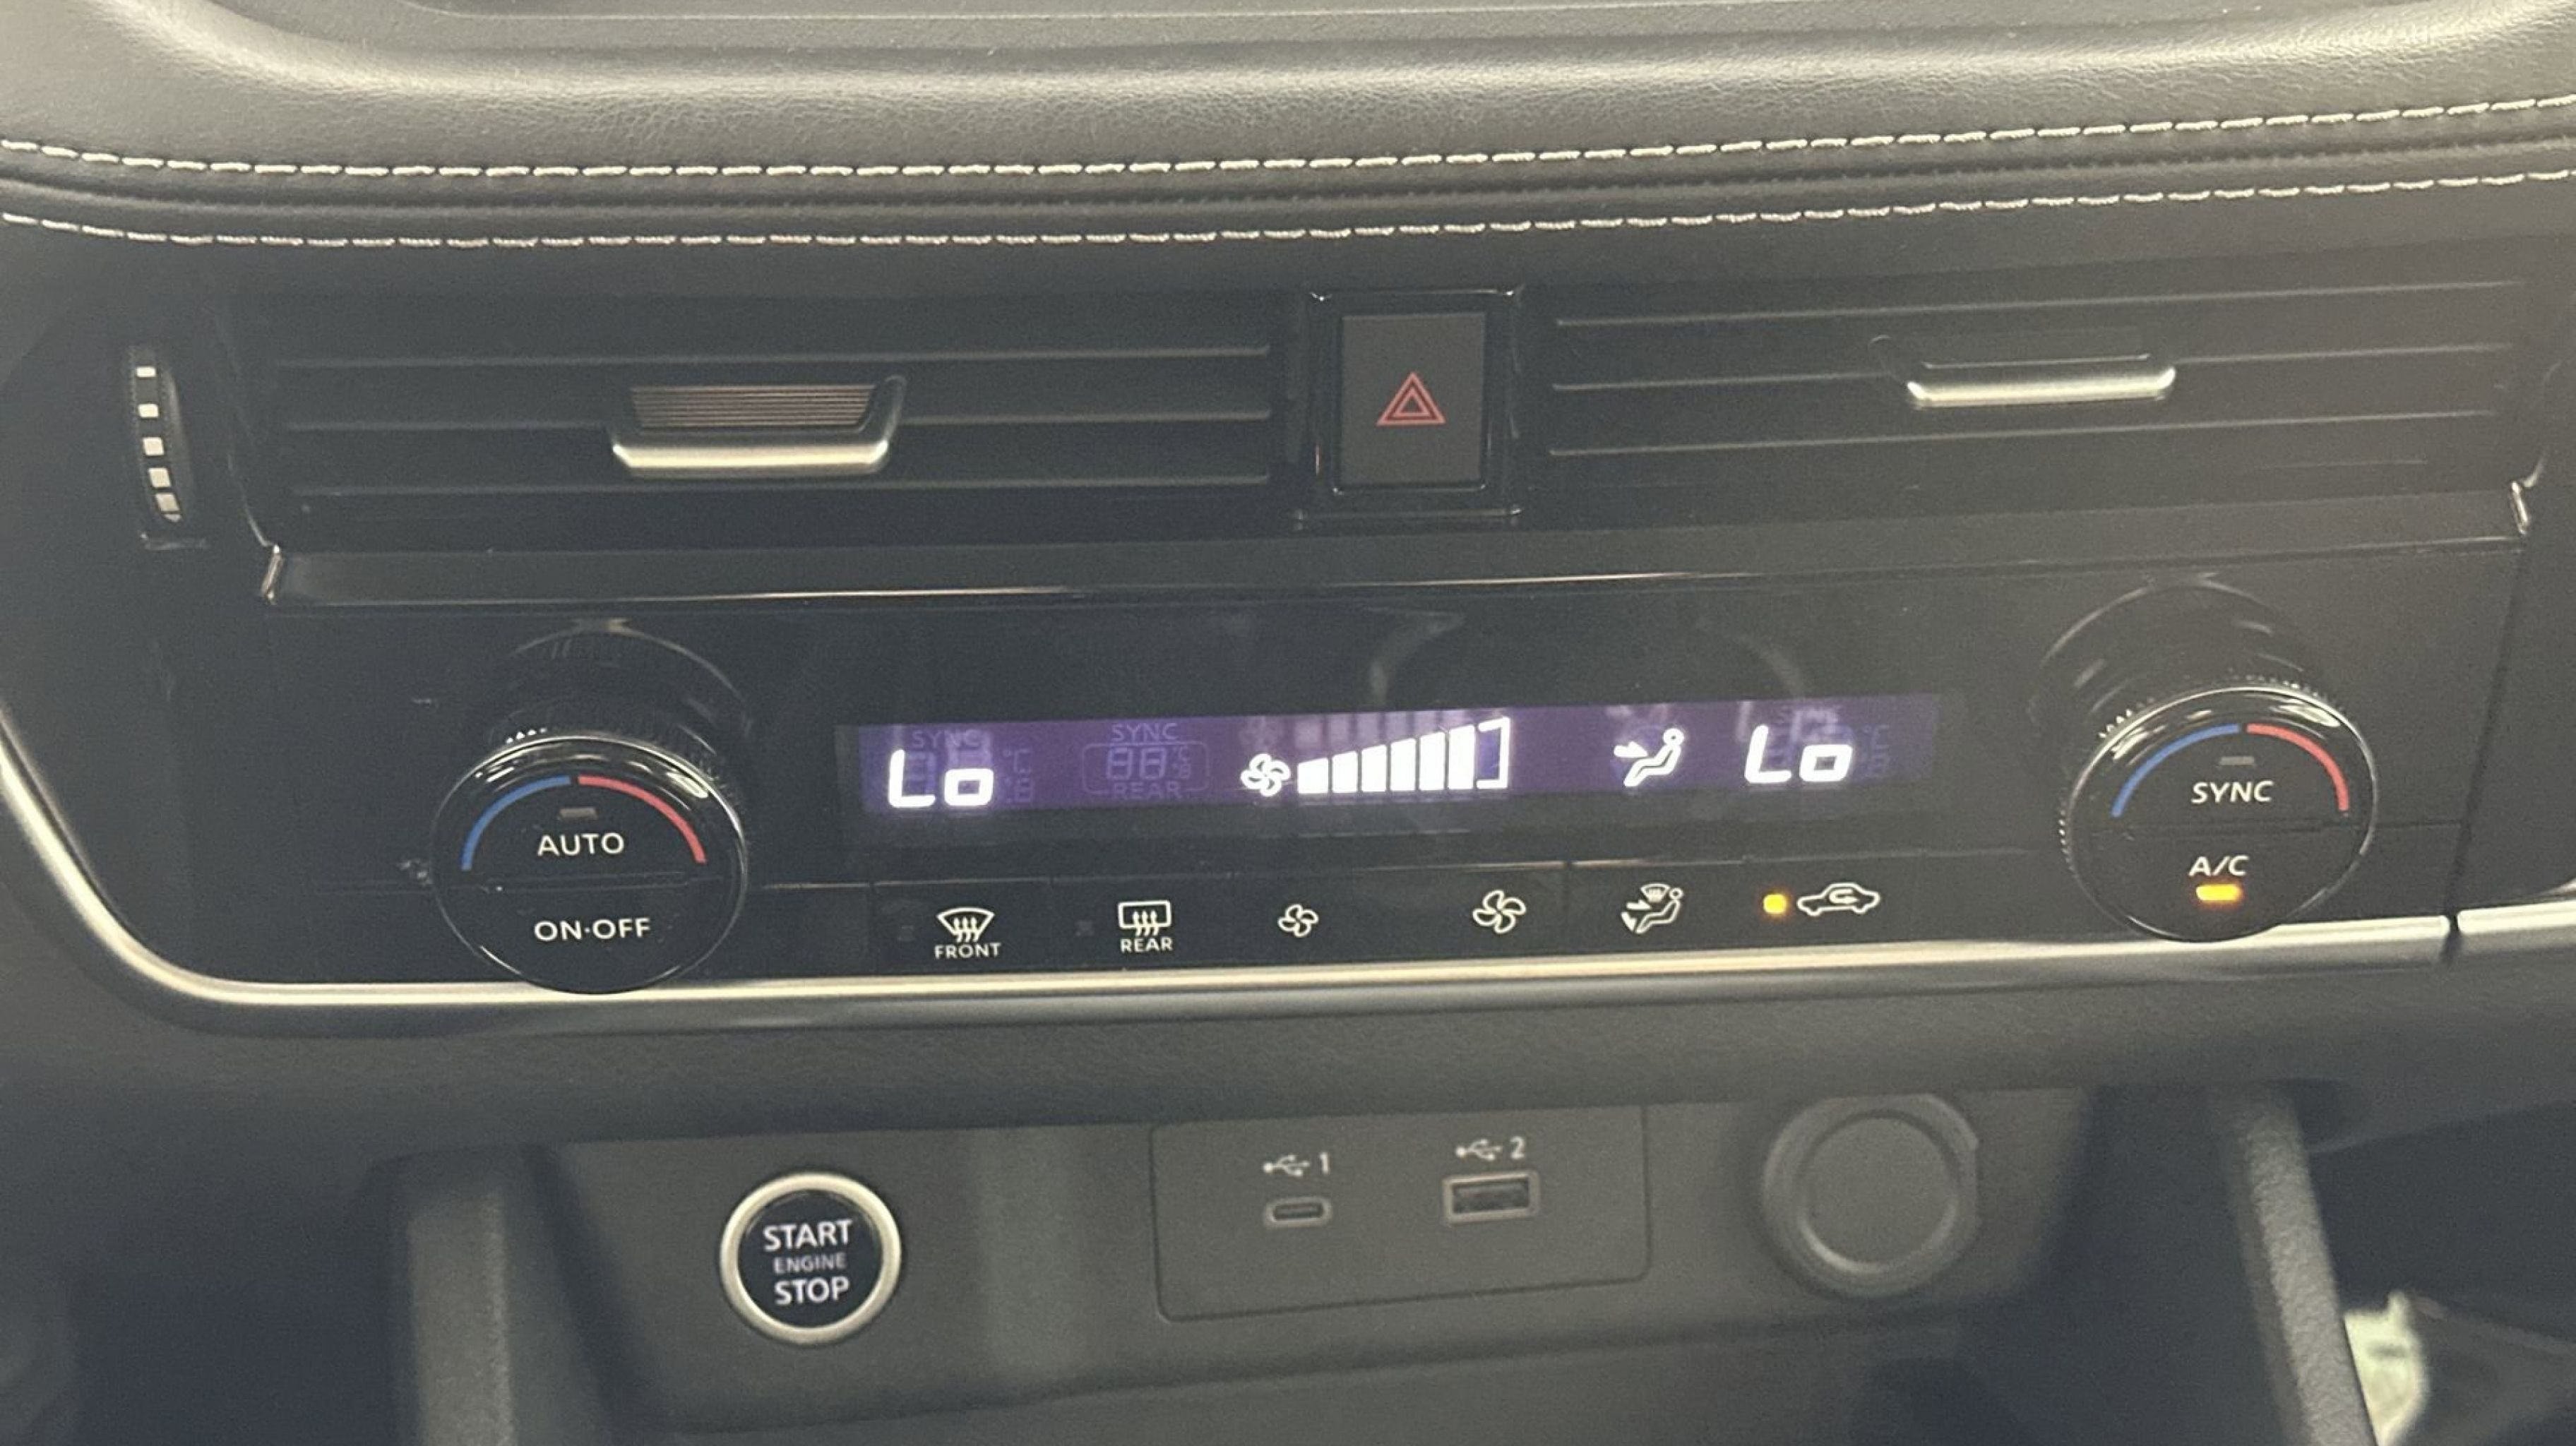 SYNC
Lo
SYNC
88
REAR
Lo
AUTO
ON·OFF
FRONT
REAR
SYNC
A/C
1
2
START
ENGINE
STOP